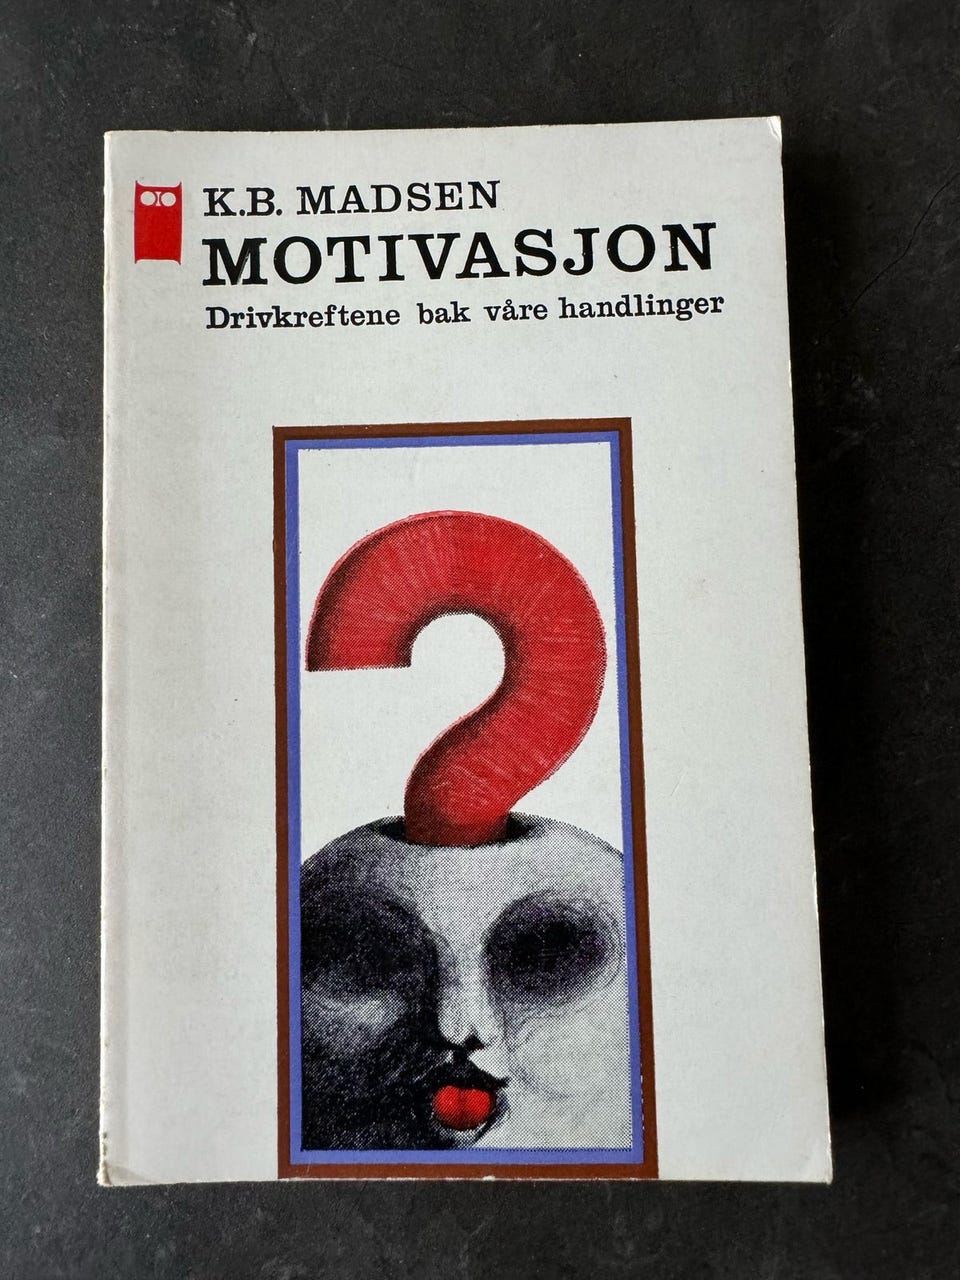 K.B. MADSEN
MOTIVASJON
Drivkreftene bak våre handlinger